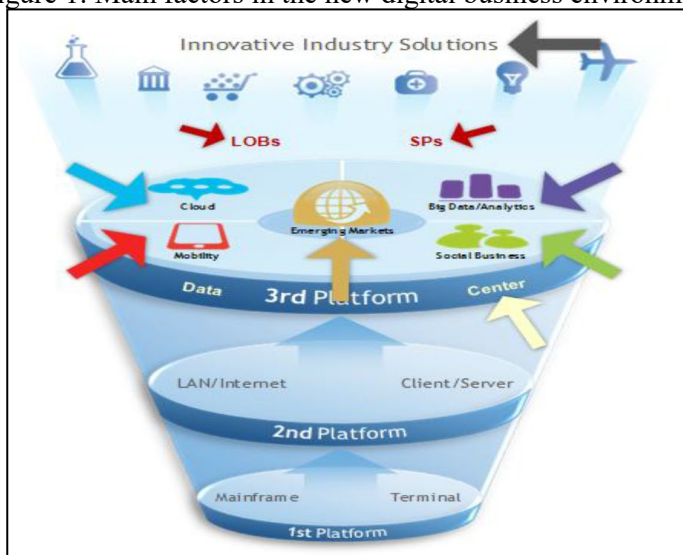 Figure 1. Main factors in the new digital business environm
Innovative Industry Solutions
LOBs SPs
Cloud Big Data/Analytics
Emerging Markets
Mobility Social Business
Data 3rd Platform Center
LAN/Internet Client/Server
2nd Platform
Mainframe Terminal
1st Platform